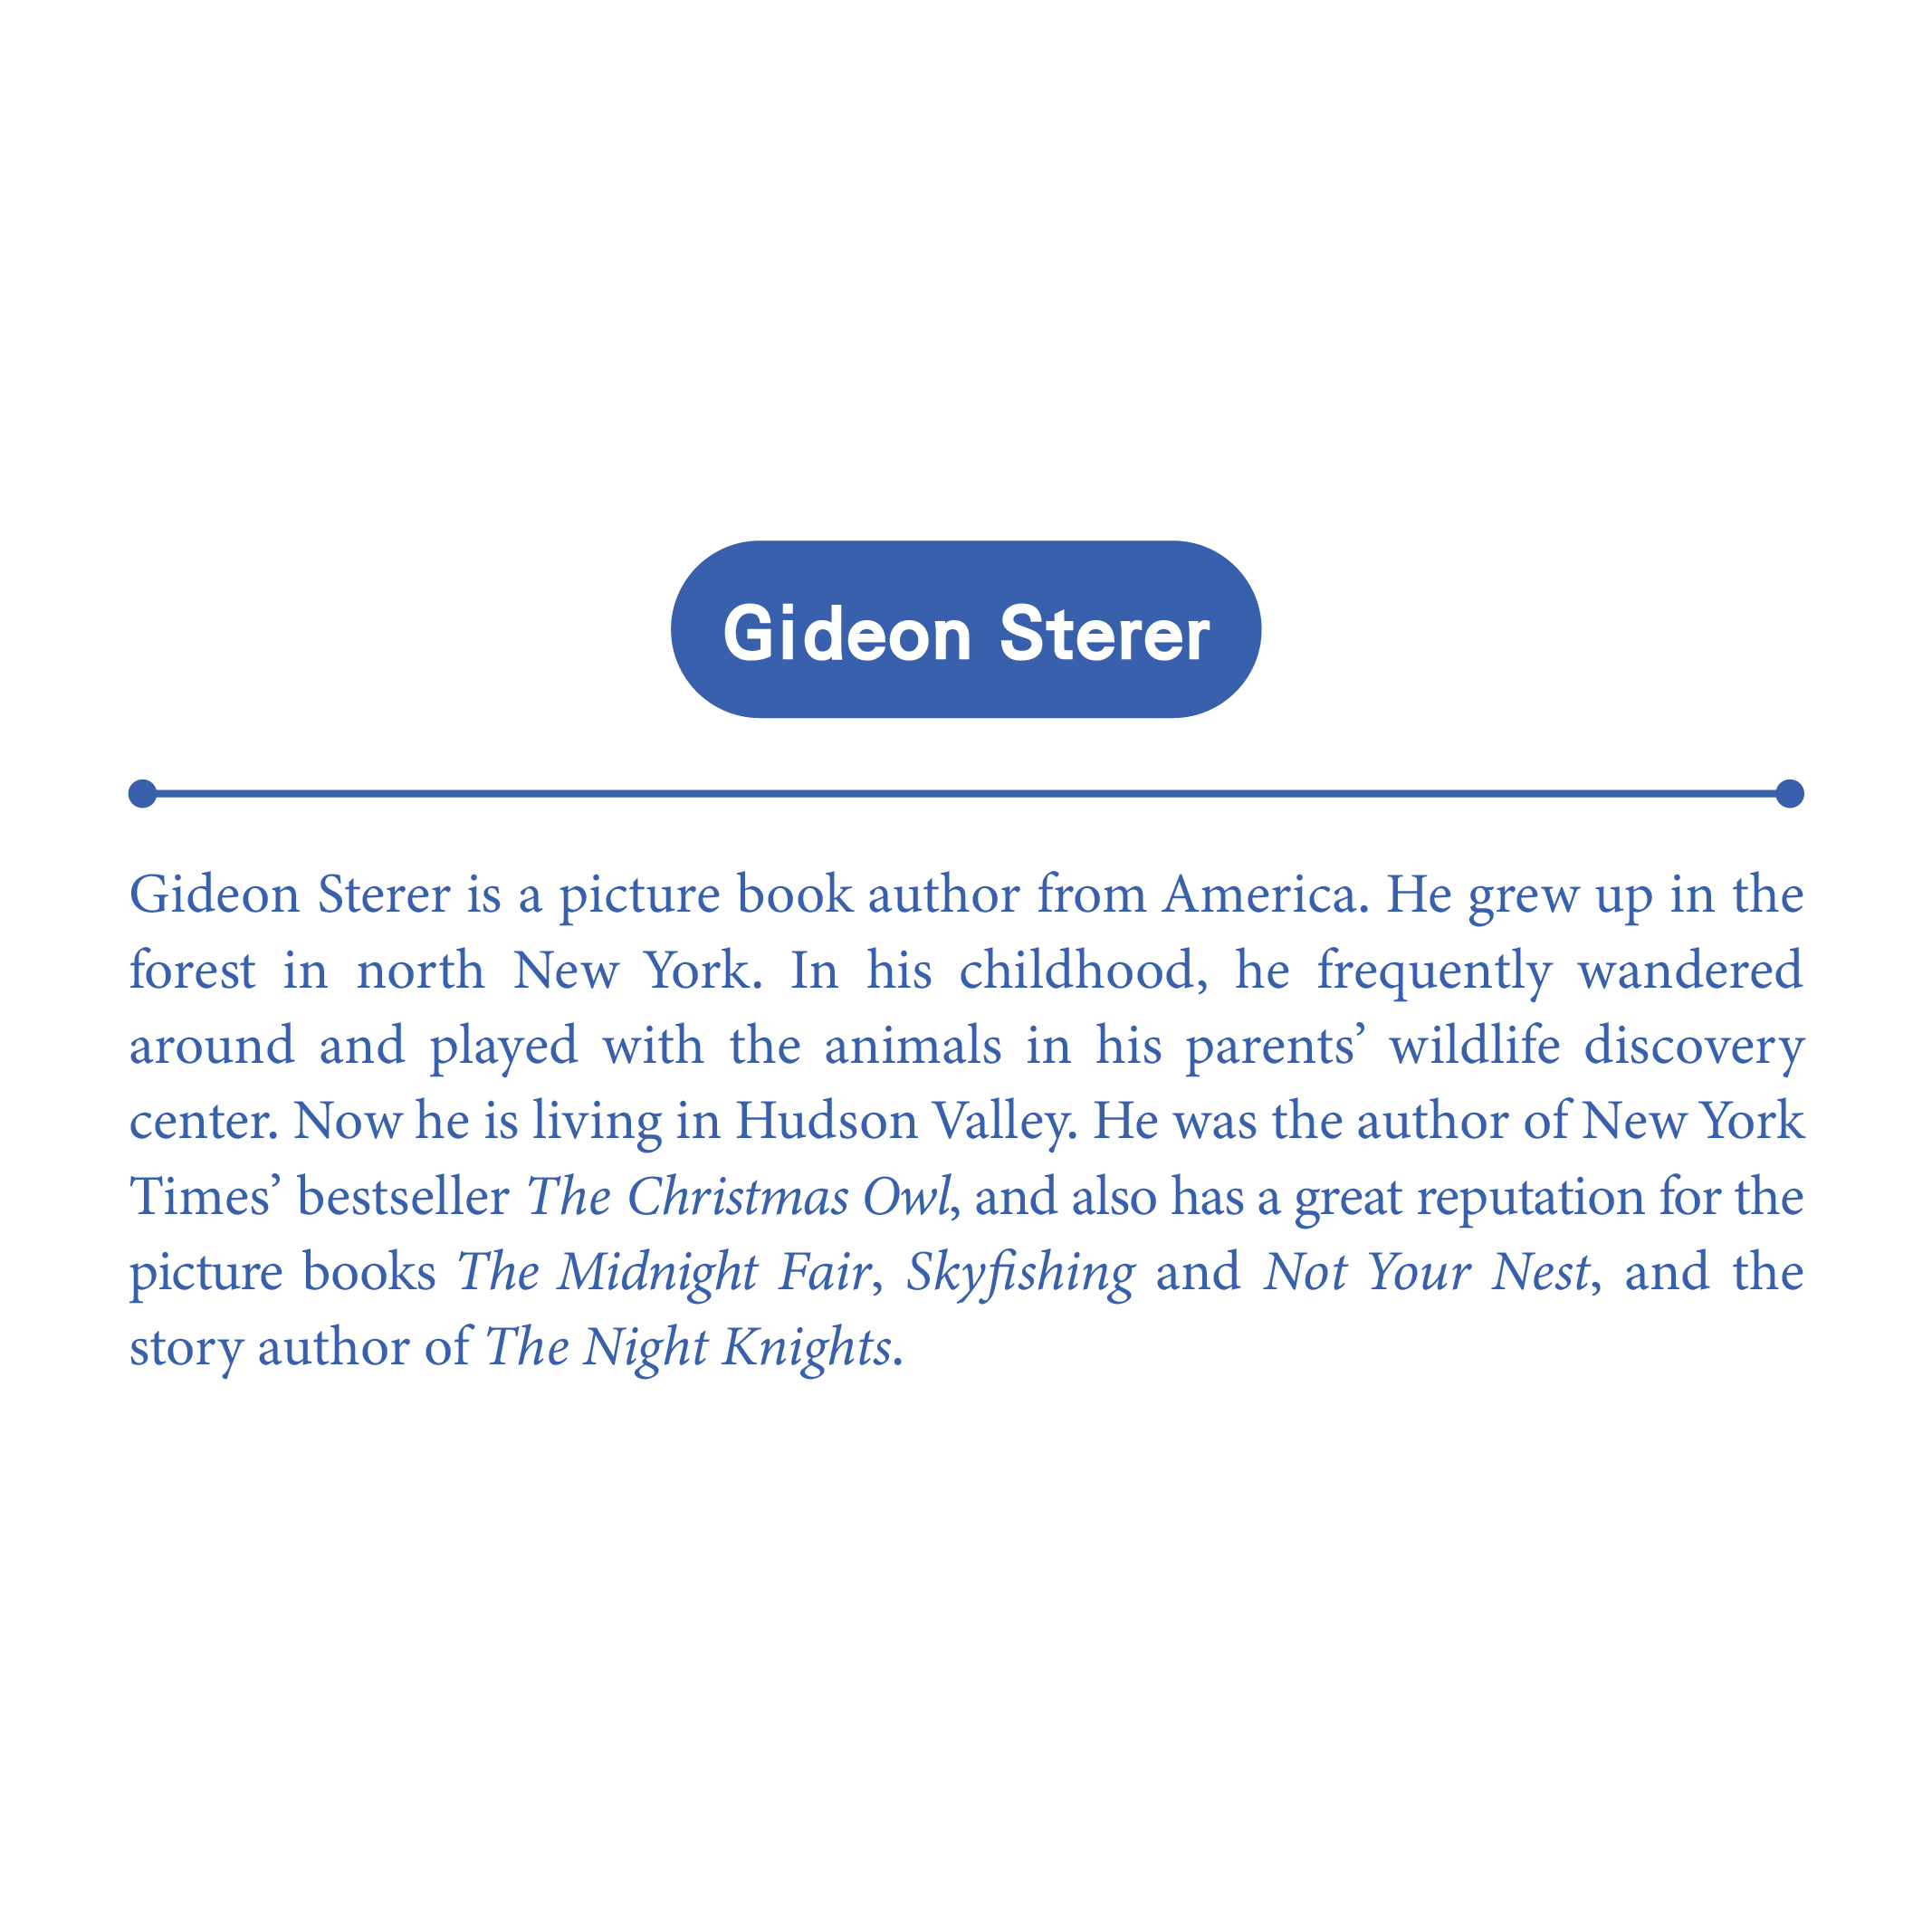 Gideon Sterer
Gideon Sterer is a picture book author from America. He grew up in the
forest in north New York. In his childhood, he frequently wandered
around and played with the animals in his parents’ wildlife discovery
center. Now he is living in Hudson Valley. He was the author of New York
Times’ bestseller The Christmas Owl, and also has a great reputation for the
picture books The Midnight Fair, Skyfishing and Not Your Nest, and the
story author of The Night Knights.